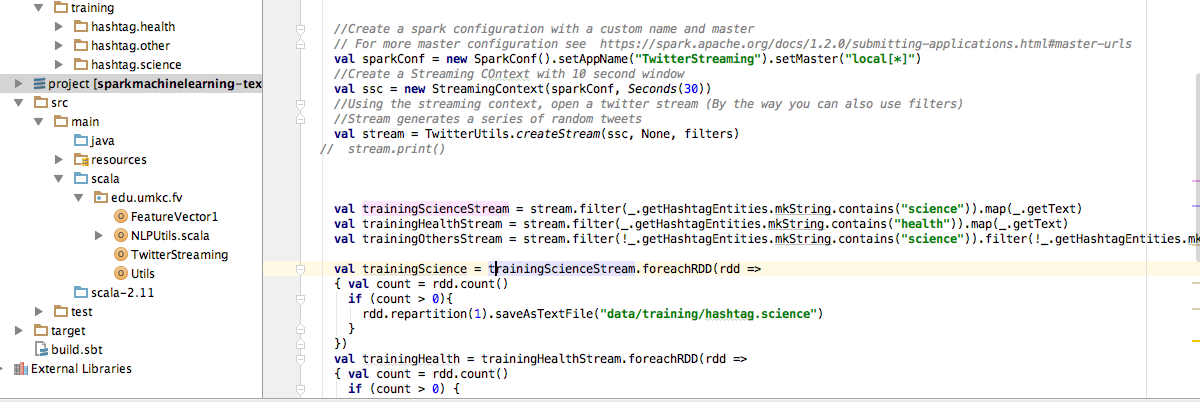 training
hashtag.health
hashtag.other
hashtag.science
project [sparkmachinelearning-tex
src
main
java
resources
scala
edu.umkc.fv
FeatureVector1
NLPUtils.scala
TwitterStreaming
Utils
scala-2.11
test
target
build.sbt
External Libraries
//Create a spark configuration with a custom name and master
// For more master configuration see  https://spark.apache.org/docs/1.2.0/submitting-applications.html#master-urls
val sparkConf = new SparkConf().setAppName("TwitterStreaming").setMaster("local[*]")
//Create a Streaming COntext with 10 second window
val ssc = new StreamingContext(sparkConf, Seconds(30))
//Using the streaming context, open a twitter stream (By the way you can also use filters)
//Stream generates a series of random tweets
val stream = TwitterUtils.createStream(ssc, None, filters)
//  stream.print()
val trainingScienceStream = stream.filter(_.getHashtagEntities.mkString.contains("science")).map(_.getText)
val trainingHealthStream = stream.filter(_.getHashtagEntities.mkString.contains("health")).map(_.getText)
val trainingOthersStream = stream.filter(!_.getHashtagEntities.mkString.contains("science")).filter(!_.getHashtagEntities.mk
val trainingScience = trainingScienceStream.foreachRDD(rdd =>
{ val count = rdd.count()
if (count > 0){
rdd.repartition(1).saveAsTextFile("data/training/hashtag.science")
}
})
val trainingHealth = trainingHealthStream.foreachRDD(rdd =>
{ val count = rdd.count()
if (count > 0) {